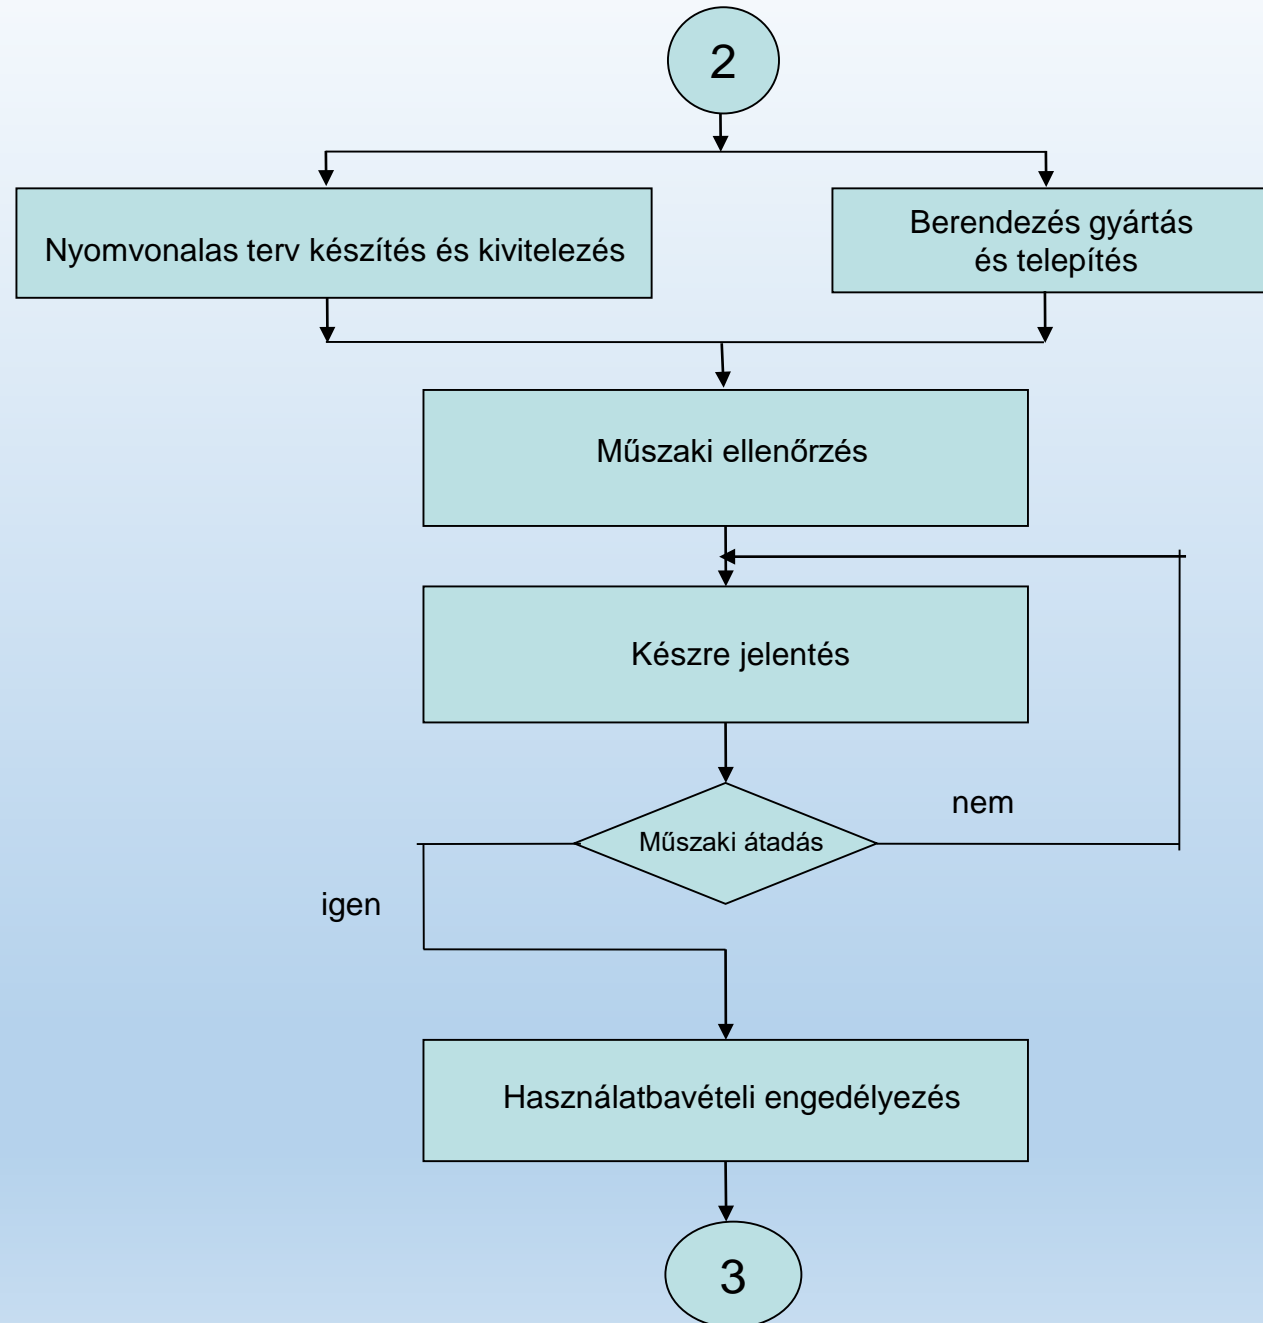 2
Nyomvonalas terv készítés és kivitelezés
Berendezés gyártás
és telepítés
Műszaki ellenőrzés
Készre jelentés
nem
Műszaki átadás
igen
Használatbavételi engedélyezés
3